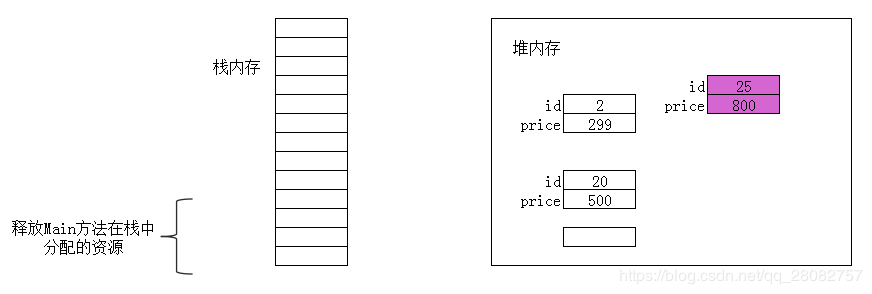 栈内存
释放Main方法在栈中
分配的资源
堆内存
id 25
price 800
id 2
price 299
id 20
price 500
https://blog.csdn.net/qq_28082757